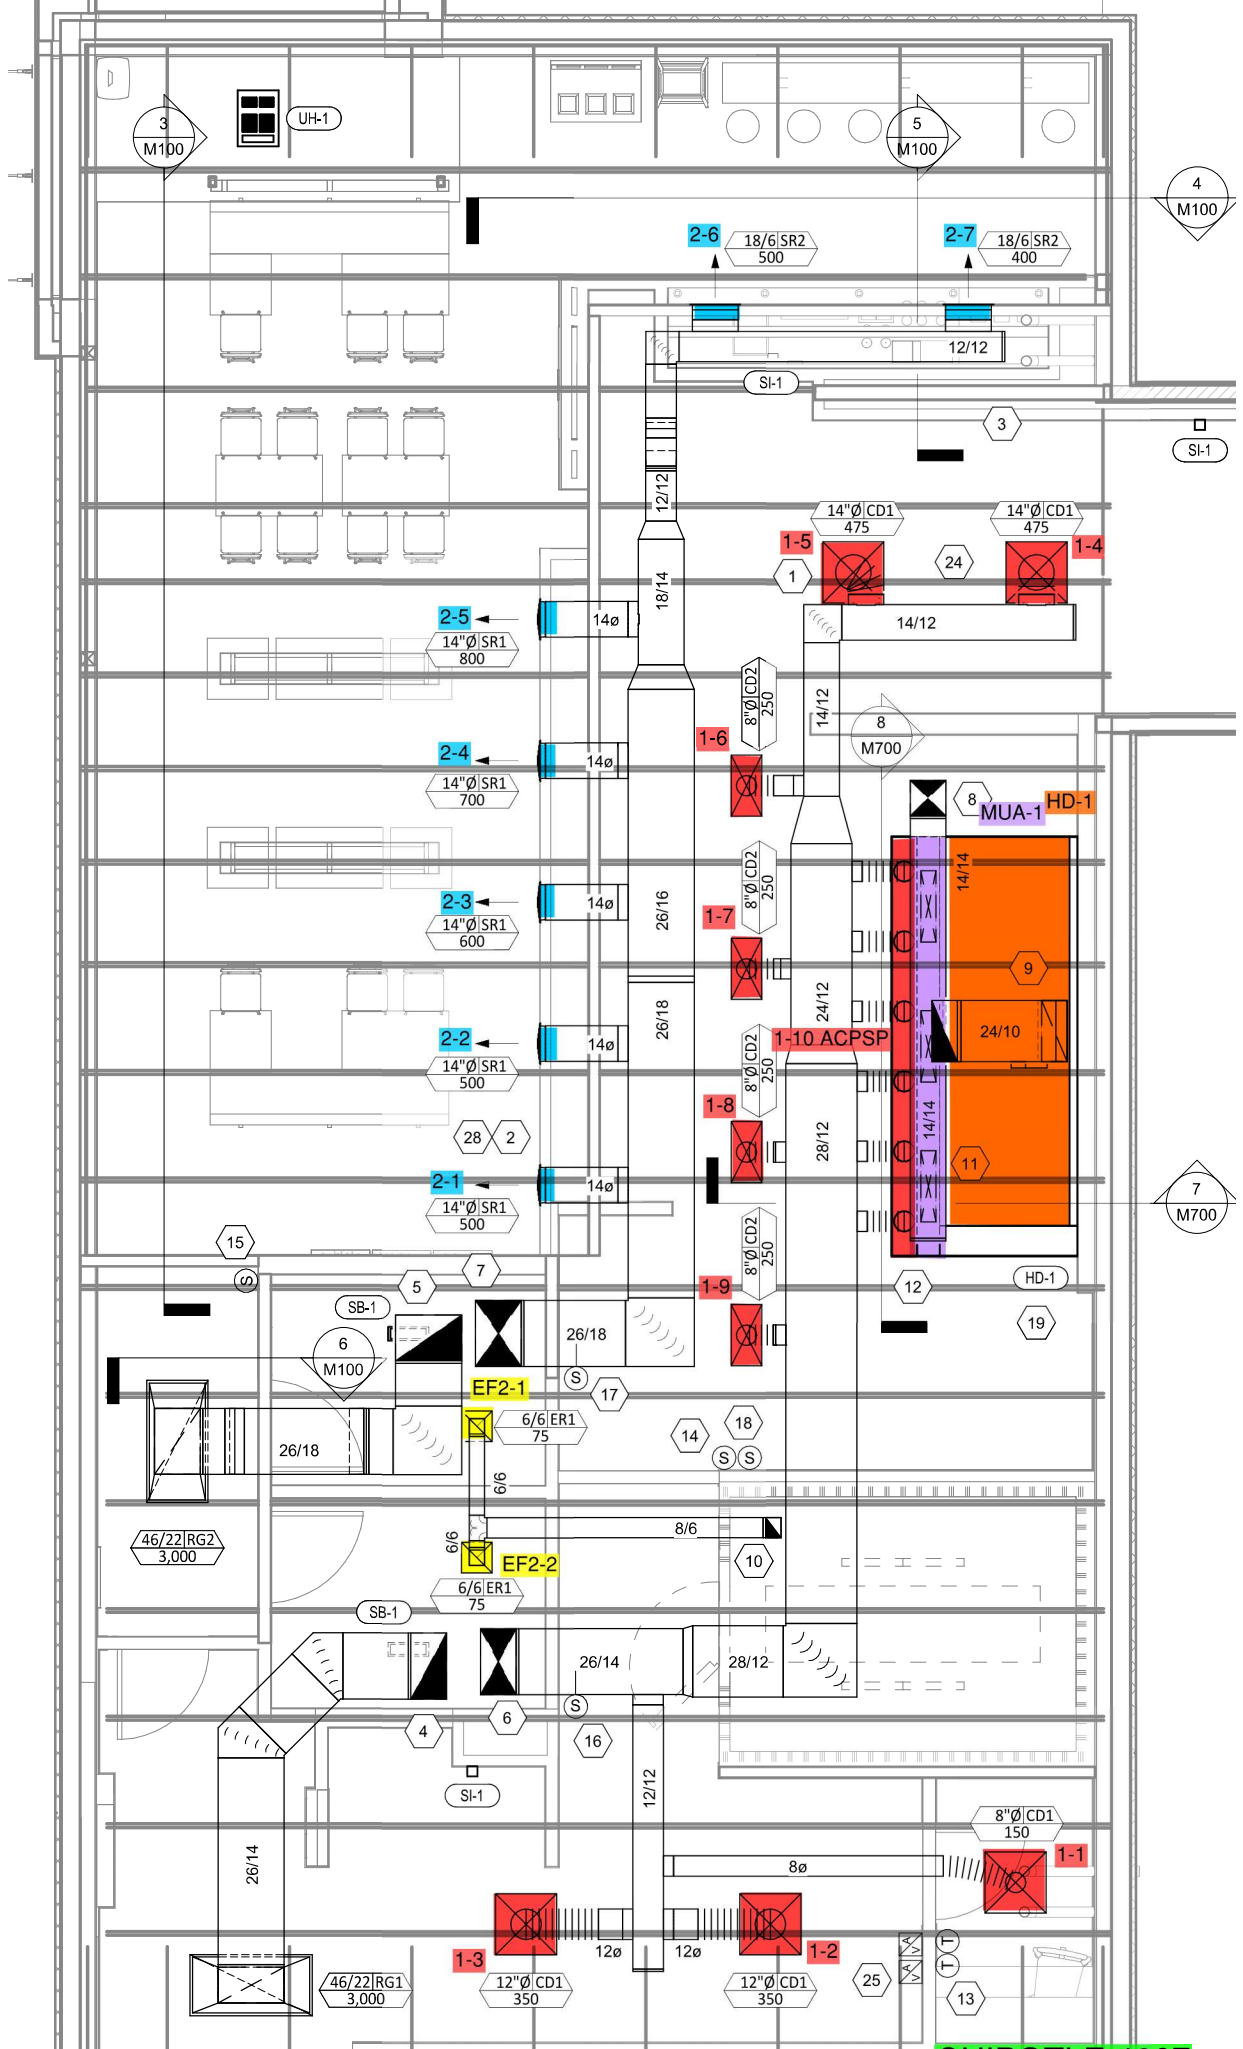 3
M100
UH-1
5
M100
4
M100
2-6
18/6 SR2
500
2-7
18/6 SR2
400
12/12
SI-1
3
SI-1
12/12
14"Ø CD1
475
14"Ø CD1
475
1-5
1-4
1
24
18/14
14/12
2-5
14ø
14"Ø SR1
800
8"Ø CD2
250
14/12
8
M700
1-6
2-4
14ø
14"Ø SR1
700
8
MUA-1
HD-1
14/14
8"Ø CD2
250
2-3
14ø
14"Ø SR1
600
26/16
1-7
9
26/18
24/12
1-10 ACPSP
24/10
2-2
14ø
14"Ø SR1
500
8"Ø CD2
250
1-8
28/12
14/14
28
2
11
2-1
14ø
14"Ø SR1
500
7
M700
8"Ø CD2
250
15
S
7
5
1-9
12
HD-1
SB-1
19
6
M100
26/18
S
17
EF2-1
6/6 ER1
75
14
18
S
S
26/18
6/6
8/6
6/6
46/22 RG2
3,000
EF2-2
10
6/6 ER1
75
SB-1
26/14
28/12
S
4
6
16
SI-1
12/12
26/14
8"Ø CD1
150
1-1
8ø
1-3
12ø
12ø
1-2
12"Ø CD1
350
12"Ø CD1
350
46/22 RG1
3,000
A
V
A
V
T
T
25
13